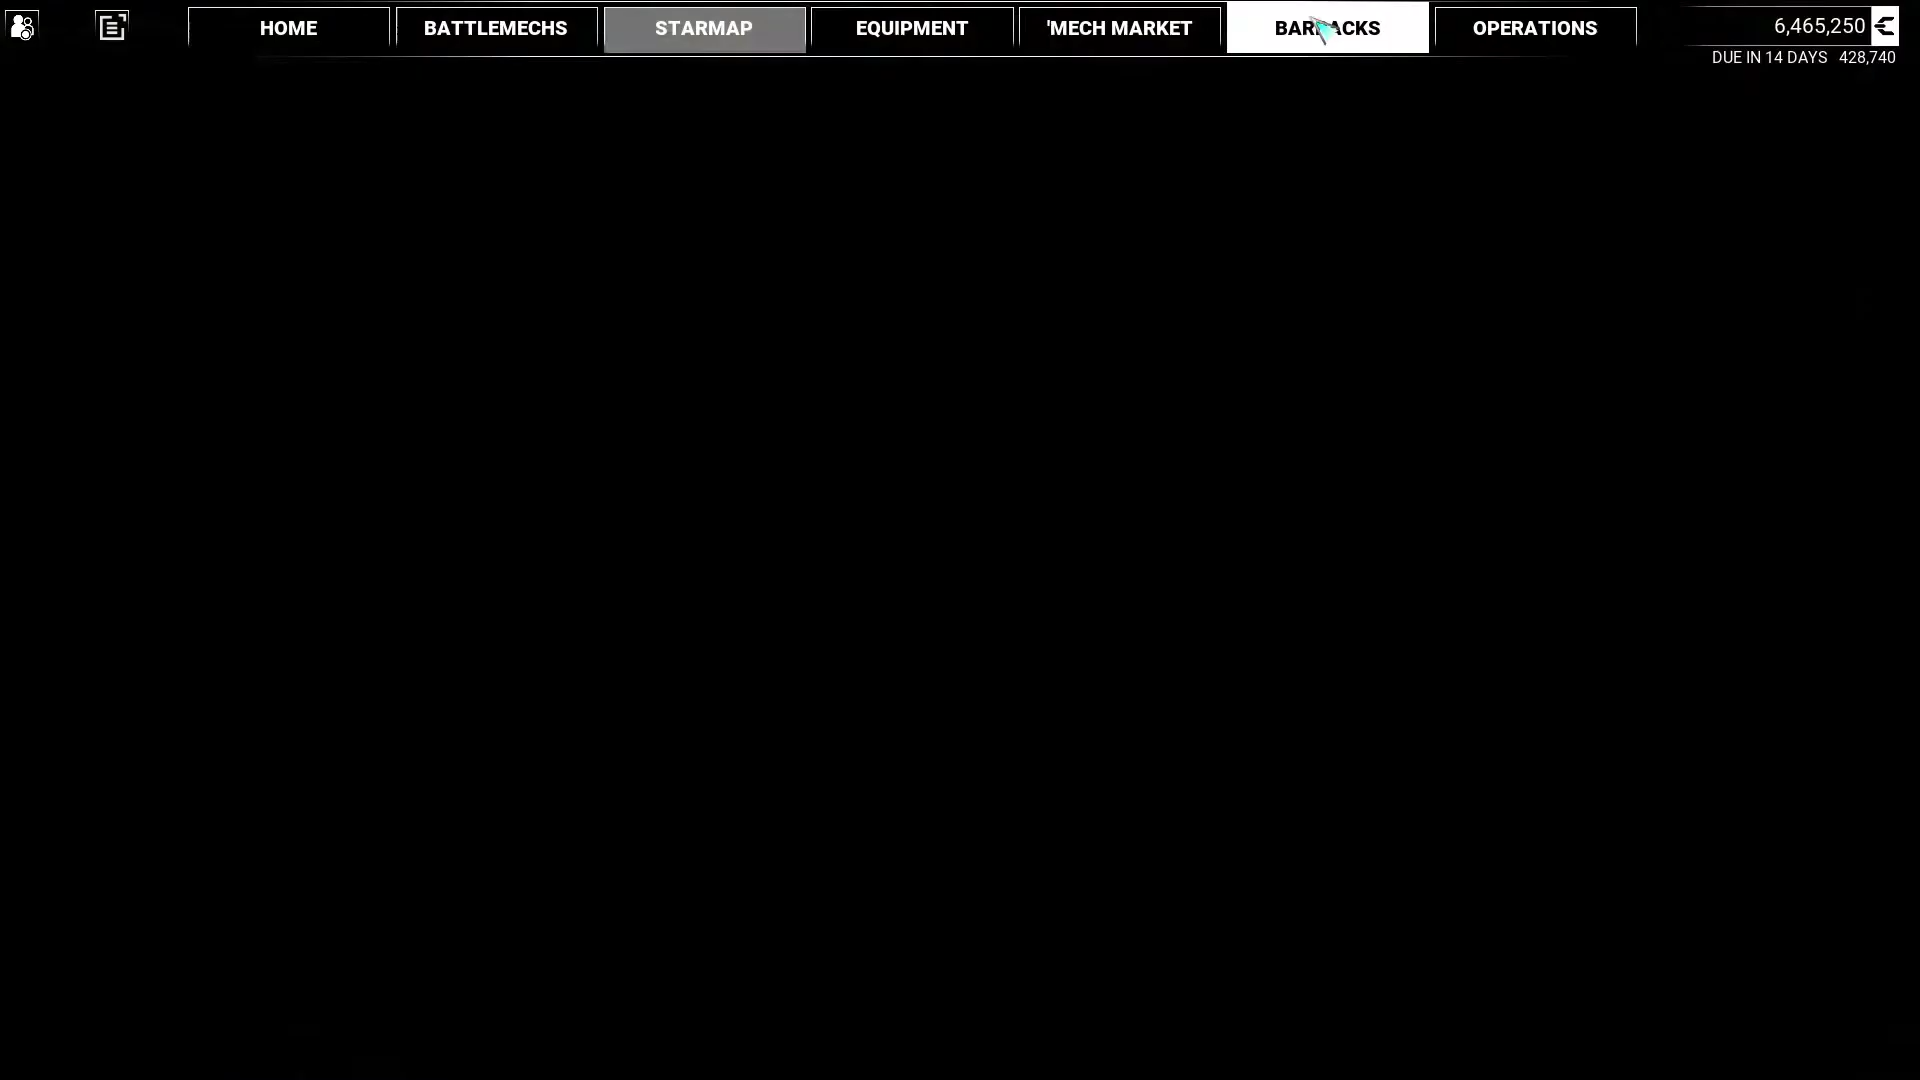 HOME
BATTLEMECHS
STARMAP
EQUIPMENT
'MECH MARKET
BARRACKS
OPERATIONS
6,465,250
DUE IN 14 DAYS 428,740